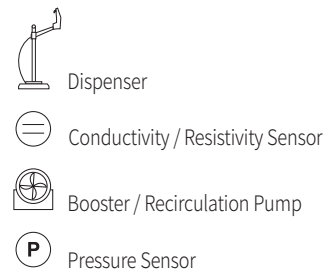 Dispenser
Conductivity / Resistivity Sensor
Booster / Recirculation Pump
P Pressure Sensor